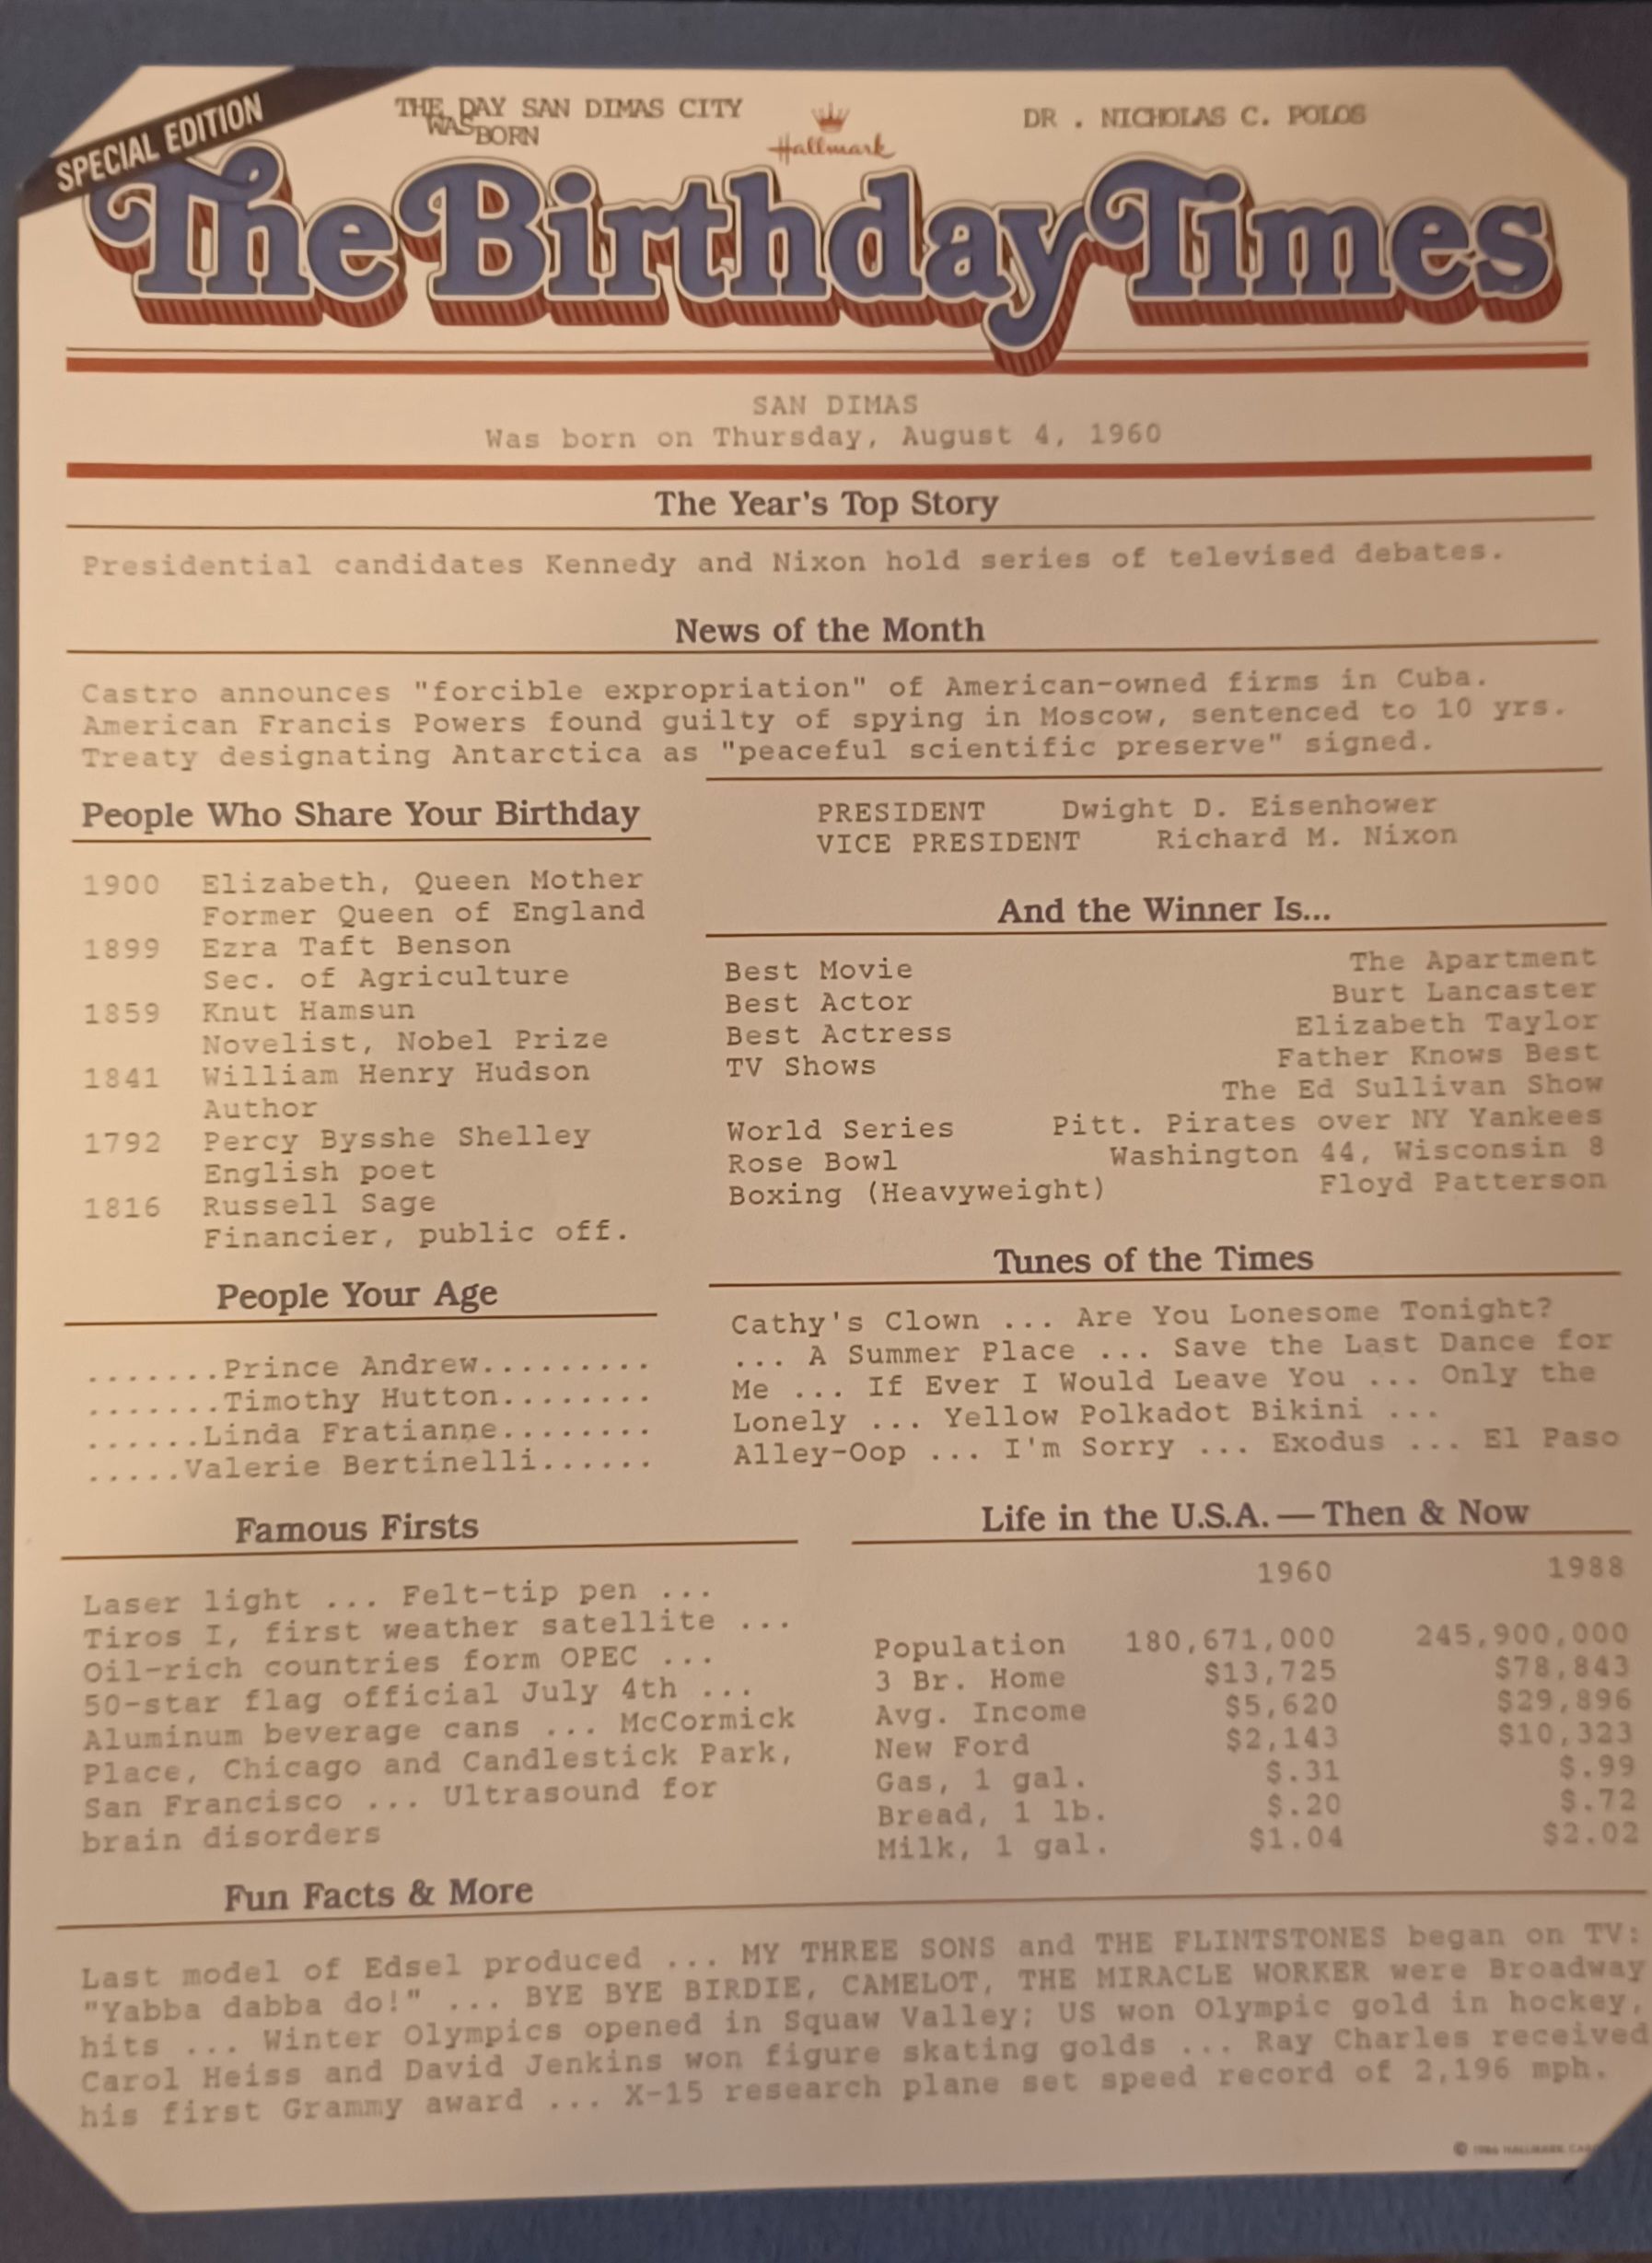 SPECIAL EDITION
THE DAY SAN DIMAS CITY
WAS BORN
Hallmark
DR . NICHOLAS C. POLOS
The Birthday Times
SAN DIMAS
Was born on Thursday, August 4, 1960
The Year's Top Story
Presidential candidates Kennedy and Nixon hold series of televised debates.
News of the Month
Castro announces "forcible expropriation" of American-owned firms in Cuba.
American Francis Powers found guilty of spying in Moscow, sentenced to 10 yrs.
Treaty designating Antarctica as "peaceful scientific preserve" signed.
People Who Share Your Birthday
1900 Elizabeth, Queen Mother
Former Queen of England
1899 Ezra Taft Benson
Sec. of Agriculture
1859 Knut Hamsun
Novelist, Nobel Prize
1841 William Henry Hudson
Author
1792 Percy Bysshe Shelley
English poet
1816 Russell Sage
Financier, public off.
People Your Age
.......Prince Andrew.........
.......Timothy Hutton........
......Linda Fratianne........
.....Valerie Bertinelli......
PRESIDENT Dwight D. Eisenhower
VICE PRESIDENT Richard M. Nixon
And the Winner Is...
Best Movie The Apartment
Best Actor Burt Lancaster
Best Actress Elizabeth Taylor
TV Shows Father Knows Best
The Ed Sullivan Show
World Series Pitt. Pirates over NY Yankees
Rose Bowl Washington 44, Wisconsin 8
Boxing (Heavyweight) Floyd Patterson
Tunes of the Times
Cathy's Clown ... Are You Lonesome Tonight?
... A Summer Place ... Save the Last Dance for
Me ... If Ever I Would Leave You ... Only the
Lonely ... Yellow Polkadot Bikini ...
Alley-Oop ... I'm Sorry ... Exodus ... El Paso
Famous Firsts
Laser light ... Felt-tip pen ...
Tiros I, first weather satellite ...
Oil-rich countries form OPEC ...
50-star flag official July 4th ...
Aluminum beverage cans ... McCormick
Place, Chicago and Candlestick Park,
San Francisco ... Ultrasound for
brain disorders
Life in the U.S.A. — Then & Now
1960 1988
Population 180,671,000 245,900,000
3 Br. Home $13,725 $78,843
Avg. Income $5,620 $29,896
New Ford $2,143 $10,323
Gas, 1 gal. $.31 $.99
Bread, 1 lb. $.20 $.72
Milk, 1 gal. $1.04 $2.02
Fun Facts & More
Last model of Edsel produced ... MY THREE SONS and THE FLINTSTONES began on TV:
"Yabba dabba do!" ... BYE BYE BIRDIE, CAMELOT, THE MIRACLE WORKER were Broadway
hits ... Winter Olympics opened in Squaw Valley; US won Olympic gold in hockey,
Carol Heiss and David Jenkins won figure skating golds ... Ray Charles received
his first Grammy award ... X-15 research plane set speed record of 2,196 mph.
© 1986 HALLMARK